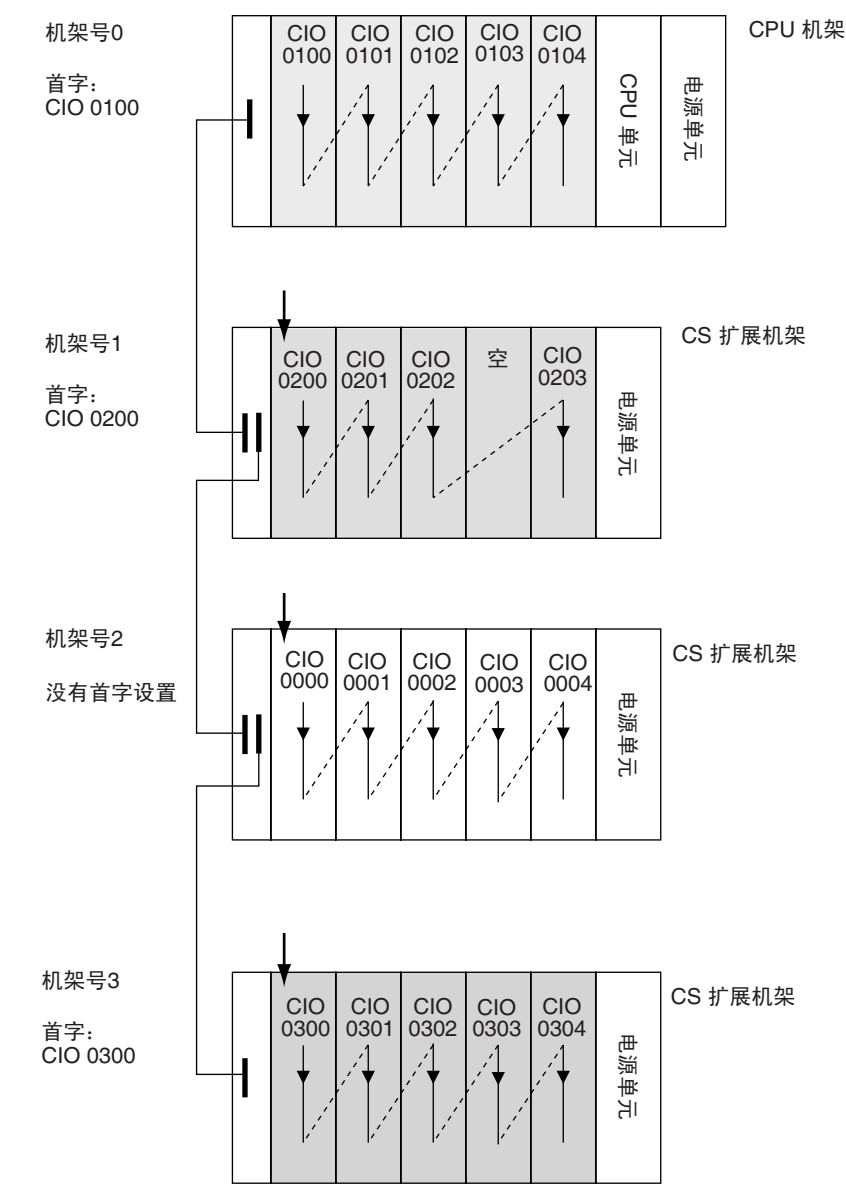 机架号0
首字：
CIO 0100
CIO 0100
CIO 0101
CIO 0102
CIO 0103
CIO 0104
CPU 单元
电源单元
CPU 机架
机架号1
首字：
CIO 0200
CIO 0200
CIO 0201
CIO 0202
空
CIO 0203
电源单元
CS 扩展机架
机架号2
没有首字设置
CIO 0000
CIO 0001
CIO 0002
CIO 0003
CIO 0004
电源单元
CS 扩展机架
机架号3
首字：
CIO 0300
CIO 0300
CIO 0301
CIO 0302
CIO 0303
CIO 0304
电源单元
CS 扩展机架